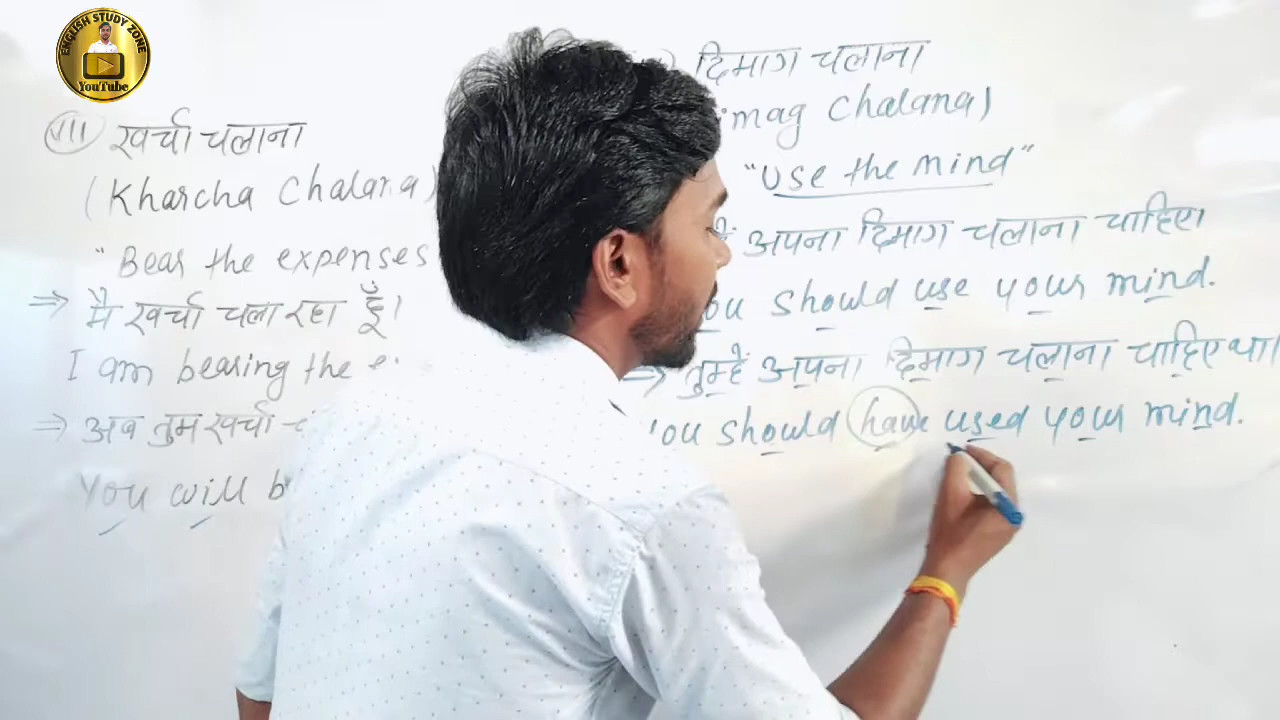 ENGLISH STUDY ZONE
YouTube
VII खर्चा चलाना
(Kharcha Chalana)
"Bear the expenses
⇒ मैं खर्चा चला रहा हूँ।
I am bearing the e
⇒ अब तुम खर्चा
You will b
दिमाग चलाना
imag Chalana)
"Use the mind"
अपना दिमाग चलाना चाहिए।
ou should use your mind.
⇒ तुम्हें अपना दिमाग चलाना चाहिए था।
You should have used your mind.